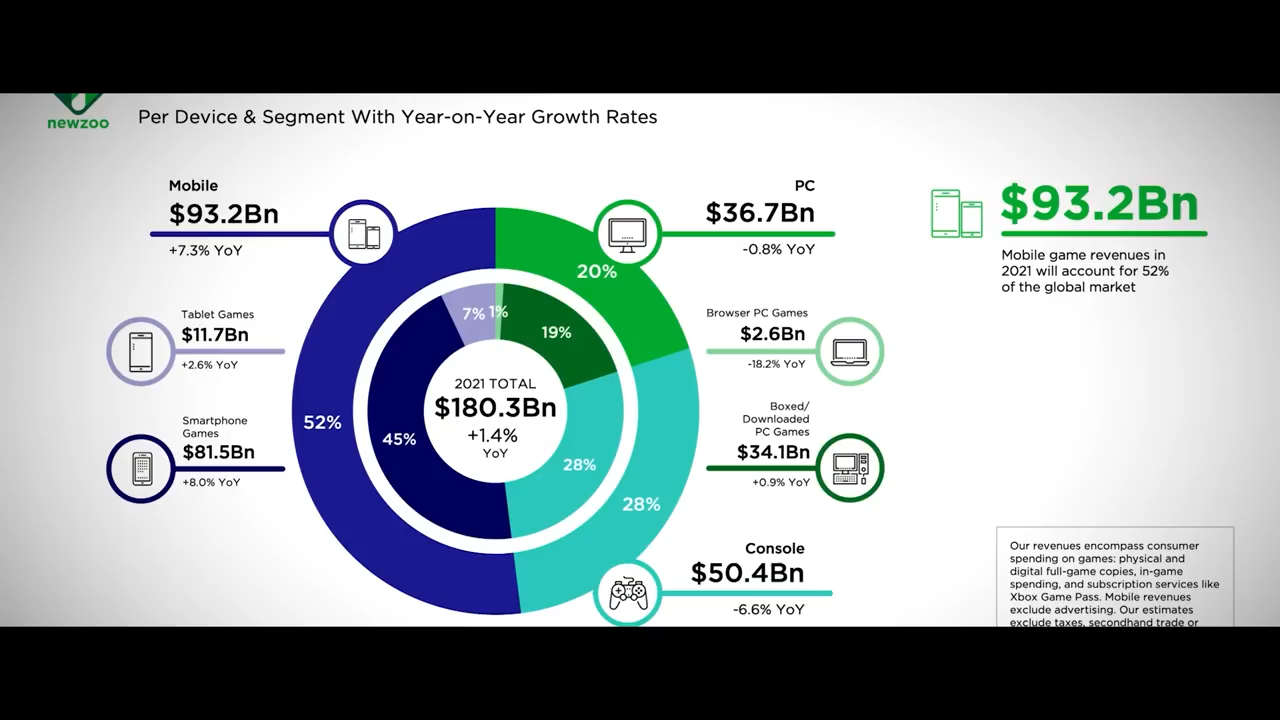 newzoo
Per Device & Segment With Year-on-Year Growth Rates
Mobile
$93.2Bn
+7.3% YoY
Tablet Games
$11.7Bn
+2.6% YoY
Smartphone
Games
$81.5Bn
+8.0% YoY
52%
45%
7%
1%
19%
20%
28%
28%
2021 TOTAL
$180.3Bn
+1.4%
YoY
PC
$36.7Bn
-0.8% YoY
Browser PC Games
$2.6Bn
-18.2% YoY
Boxed/
Downloaded
PC Games
$34.1Bn
+0.9% YoY
Console
$50.4Bn
-6.6% YoY
$93.2Bn
Mobile game revenues in
2021 will account for 52%
of the global market
Our revenues encompass consumer
spending on games: physical and
digital full-game copies, in-game
spending, and subscription services like
Xbox Game Pass. Mobile revenues
exclude advertising. Our estimates
exclude taxes, secondhand trade or